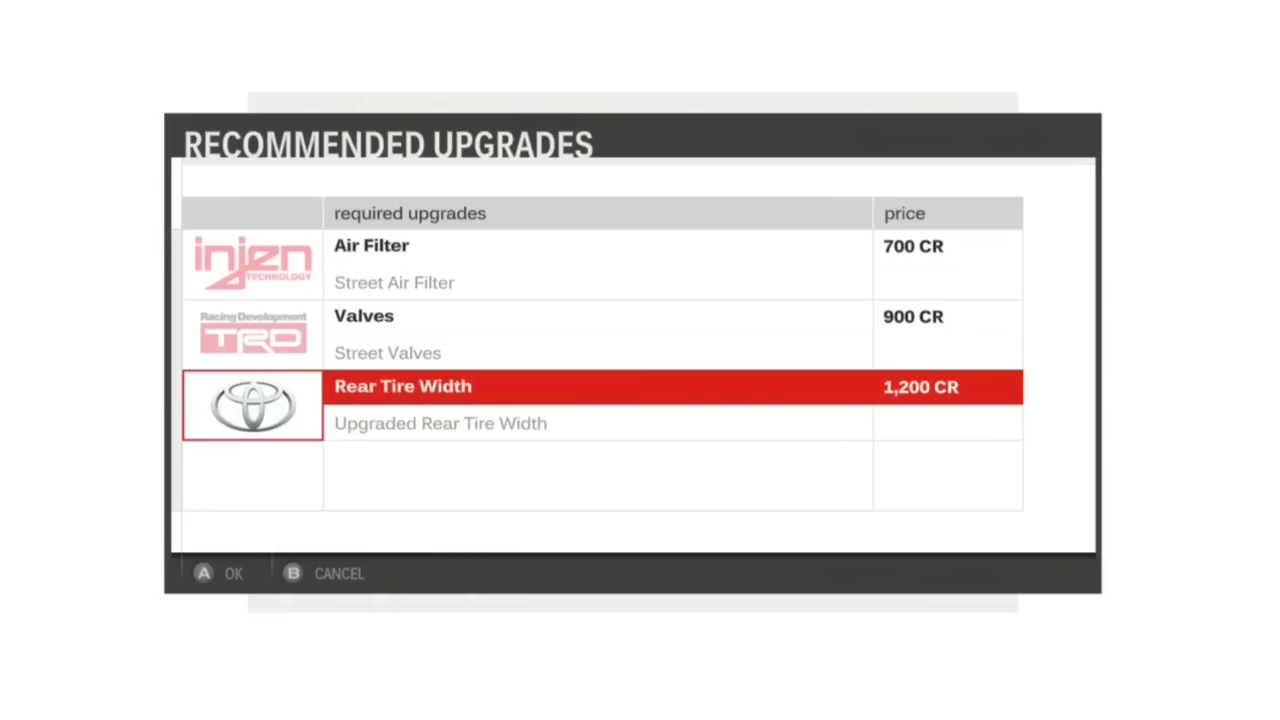 RECOMMENDED UPGRADES
required upgrades price
injen
TECHNOLOGY
Air Filter 700 CR
Street Air Filter
Racing Development
TRD
Valves 900 CR
Street Valves
Rear Tire Width 1,200 CR
Upgraded Rear Tire Width
A OK B CANCEL